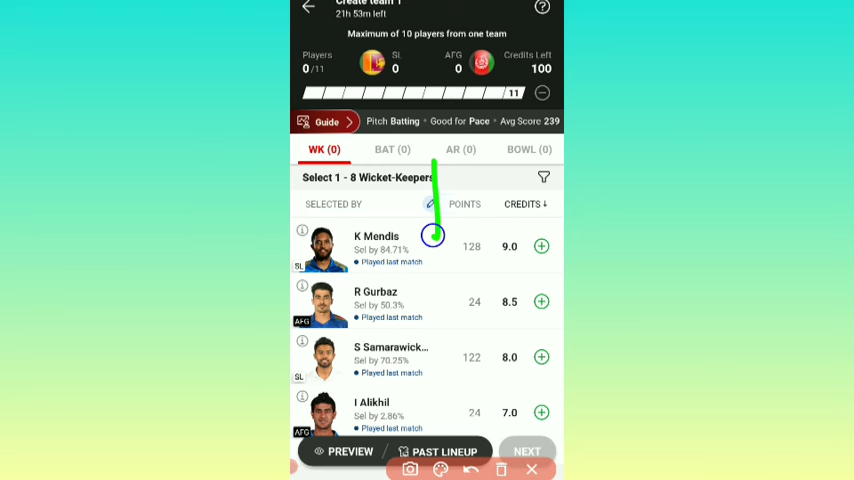 Create team 1
21h 53m left
Maximum of 10 players from one team
Players SL AFG Credits Left
0/11 0 0 100
11
Guide Pitch Batting • Good for Pace • Avg Score 239
WK (0) BAT (0) AR (0) BOWL (0)
Select 1 - 8 Wicket-Keepers
SELECTED BY POINTS CREDITS↓
K Mendis
Sel by 84.71% 128 9.0
SL • Played last match
R Gurbaz
Sel by 50.3% 24 8.5
AFG • Played last match
S Samarawick...
Sel by 70.25% 122 8.0
SL • Played last match
I Alikhil
Sel by 2.86% 24 7.0
AFG • Played last match
PREVIEW / PAST LINEUP NEXT